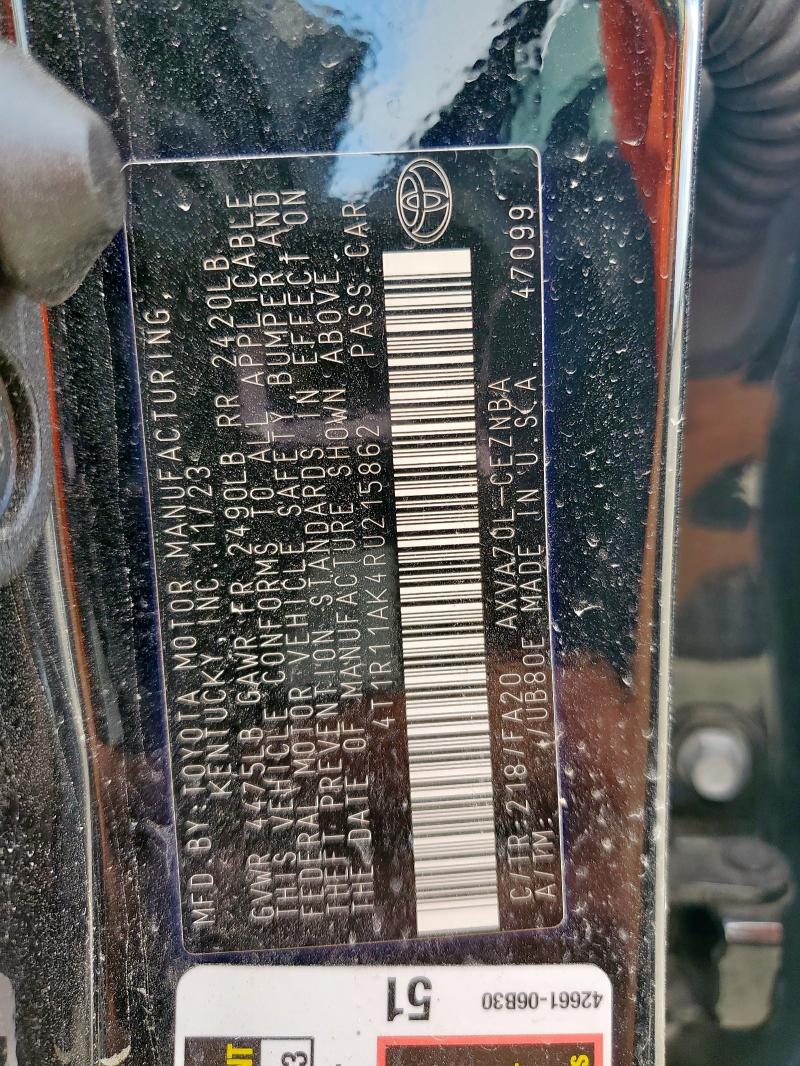 MFD BY:TOYOTA MOTOR MANUFACTURING,
KENTUCKY, INC. 11/23
GVWR 4475LB GAWR FR 2490LB RR 2420LB
THIS VEHICLE CONFORMS TO ALL APPLICABLE
FEDERAL MOTOR VEHICLE SAFETY, BUMPER AND
THEFT PREVENTION STANDARDS IN EFFECT ON
THE DATE OF MANUFACTURE SHOWN ABOVE.
4T1R11AK4RU215862 PASS.CAR
C/TR:218/FA20 AXVA70L-CEZNBA 47099
A/TM: /UB80E MADE IN U.S.A
51
42661-06B30
3